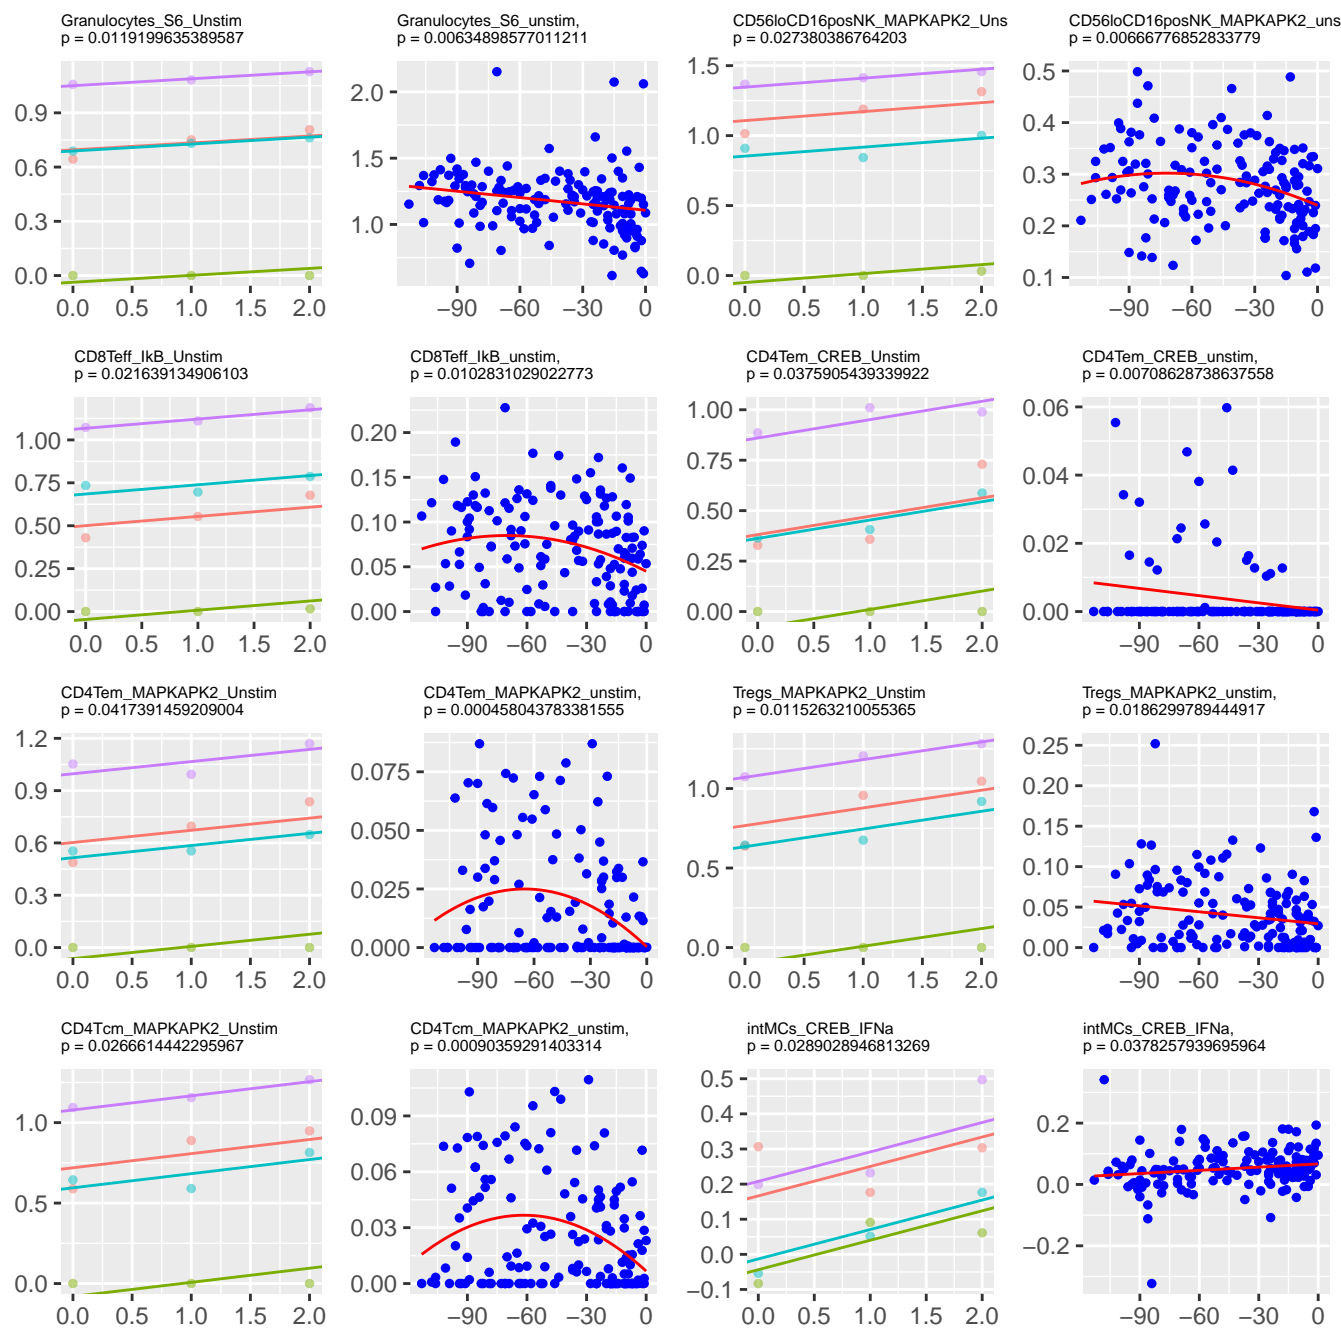 Granulocytes_S6_Unstim
p = 0.0119199635389587
Granulocytes_S6_unstim,
p = 0.00634898577011211
CD56loCD16posNK_MAPKAPK2_Uns
p = 0.027380386764203
CD56loCD16posNK_MAPKAPK2_uns
p = 0.00666776852833779
0.9
0.6
0.3
0.0
0.0 0.5 1.0 1.5 2.0
2.0
1.5
1.0
−90 −60 −30 0
1.5
1.0
0.5
0.0
0.0 0.5 1.0 1.5 2.0
0.5
0.4
0.3
0.2
0.1
−90 −60 −30 0
CD8Teff_IkB_Unstim
p = 0.021639134906103
CD8Teff_IkB_unstim,
p = 0.0102831029022773
CD4Tem_CREB_Unstim
p = 0.0375905439339922
CD4Tem_CREB_unstim,
p = 0.00708628738637558
1.00
0.75
0.50
0.25
0.00
0.0 0.5 1.0 1.5 2.0
0.20
0.15
0.10
0.05
0.00
−90 −60 −30 0
1.00
0.75
0.50
0.25
0.00
0.0 0.5 1.0 1.5 2.0
0.06
0.04
0.02
0.00
−90 −60 −30 0
CD4Tem_MAPKAPK2_Unstim
p = 0.0417391459209004
CD4Tem_MAPKAPK2_unstim,
p = 0.000458043783381555
Tregs_MAPKAPK2_Unstim
p = 0.0115263210055365
Tregs_MAPKAPK2_unstim,
p = 0.0186299789444917
1.2
0.9
0.6
0.3
0.0
0.0 0.5 1.0 1.5 2.0
0.075
0.050
0.025
0.000
−90 −60 −30 0
1.0
0.5
0.0
0.0 0.5 1.0 1.5 2.0
0.25
0.20
0.15
0.10
0.05
0.00
−90 −60 −30 0
CD4Tcm_MAPKAPK2_Unstim
p = 0.0266614442295967
CD4Tcm_MAPKAPK2_unstim,
p = 0.00090359291403314
intMCs_CREB_IFNa
p = 0.0289028946813269
intMCs_CREB_IFNa,
p = 0.0378257939695964
1.0
0.5
0.0
0.0 0.5 1.0 1.5 2.0
0.09
0.06
0.03
0.00
−90 −60 −30 0
0.5
0.4
0.3
0.2
0.1
0.0
−0.1
0.0 0.5 1.0 1.5 2.0
0.2
0.0
−0.2
−90 −60 −30 0